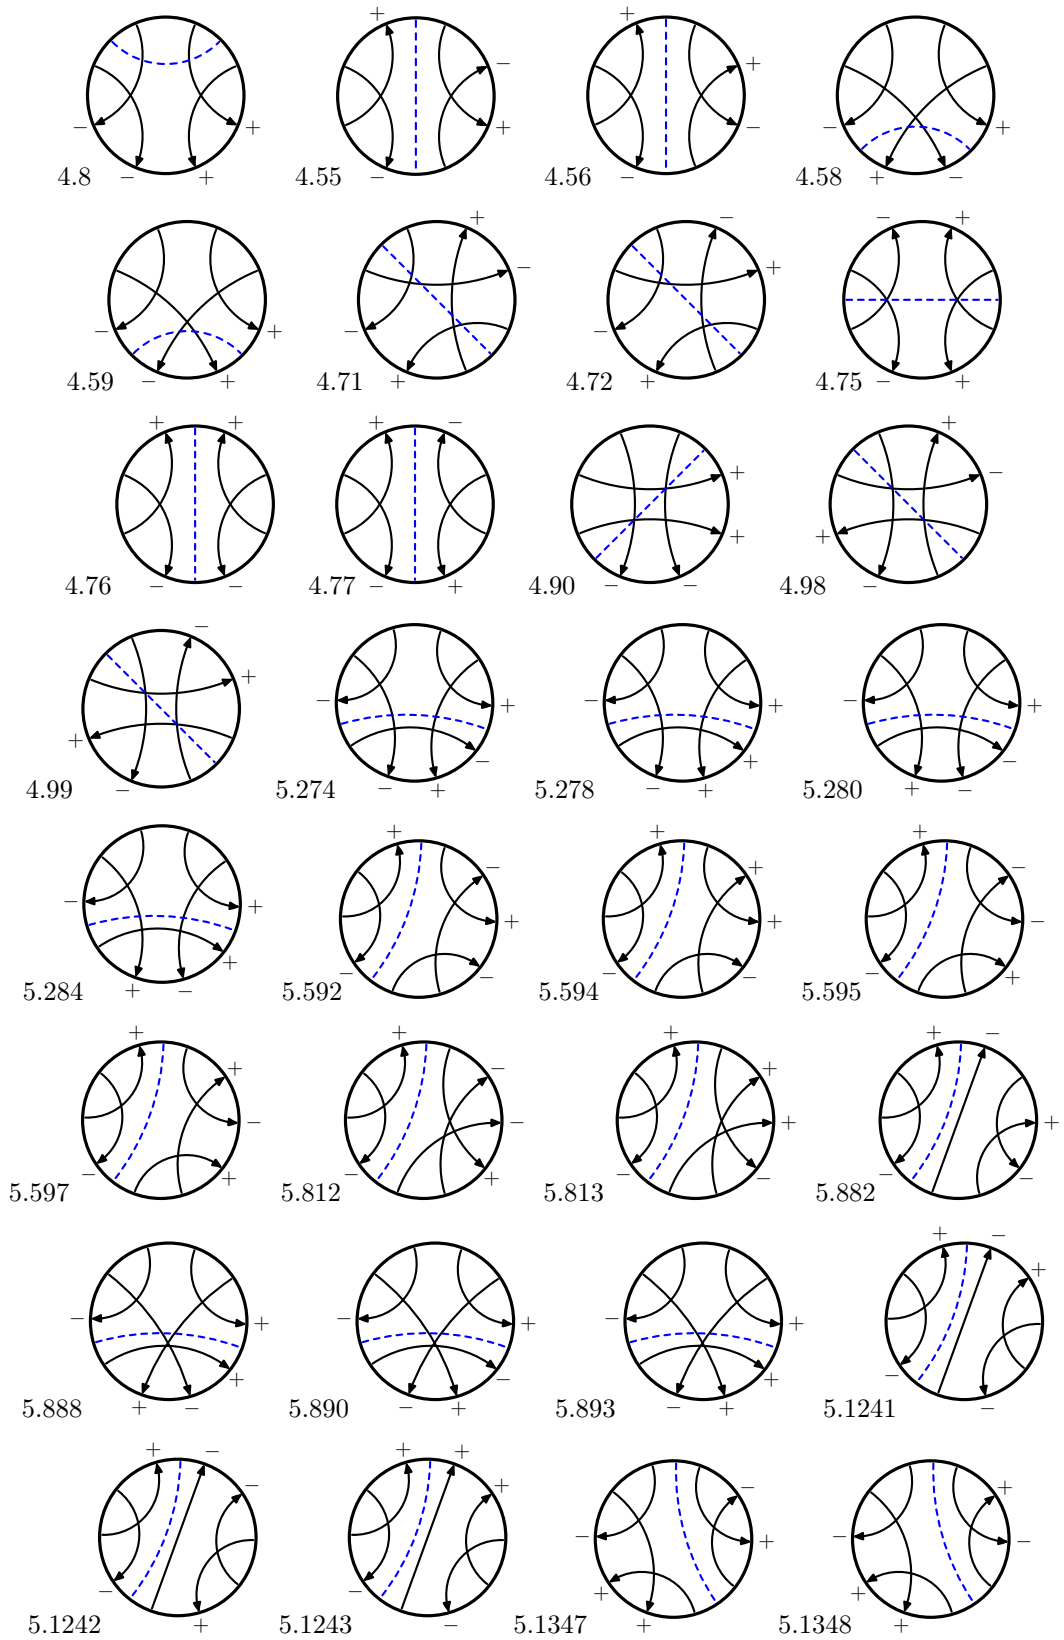 + +
− + − + − + − +
4.8 − + 4.55 − 4.56 − 4.58 + −
+ − − +
− + − + − +
4.59 − + 4.71 + 4.72 + 4.75 − +
+ + + − +
+ −
+ +
4.76 − − 4.77 − + 4.90 − − 4.98 −
−
+
+ − + − + − +
− + −
4.99 − 5.274 − + 5.278 − + 5.280 + −
+ + +
− + − + − + + − −
+ − − − − − +
5.284 + − 5.592 5.594 5.595
+ + + + −
+ − +
− − + +
− + − + − −
5.597 5.812 5.813 5.882
+ −
− + − + − + +
+ − + −
5.888 + − 5.890 − + 5.893 − + 5.1241 −
+ − + +
− + − +
− + − −
− − + +
5.1242 + 5.1243 − 5.1347 + 5.1348 +